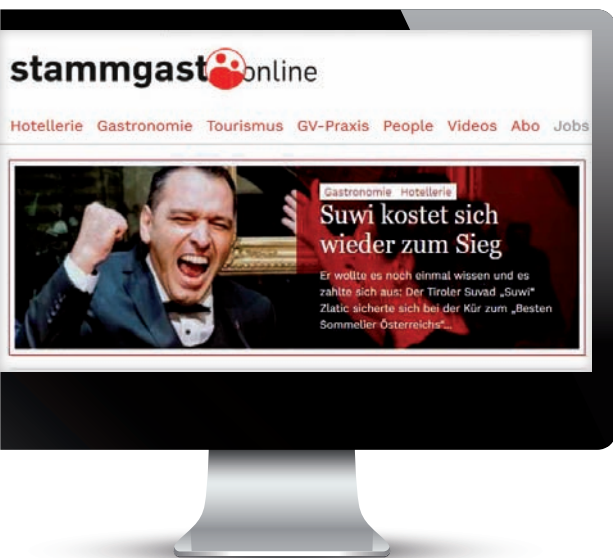 stammgast online
Hotellerie Gastronomie Tourismus GV-Praxis People Videos Abo Jobs
Gastronomie Hotellerie
Suwi kostet sich
wieder zum Sieg
Er wollte es noch einmal wissen und es
zahlte sich aus: Der Tiroler Suvad „Suwi“
Zlatic sicherte sich bei der Kür zum „Besten
Sommelier Österreichs“...